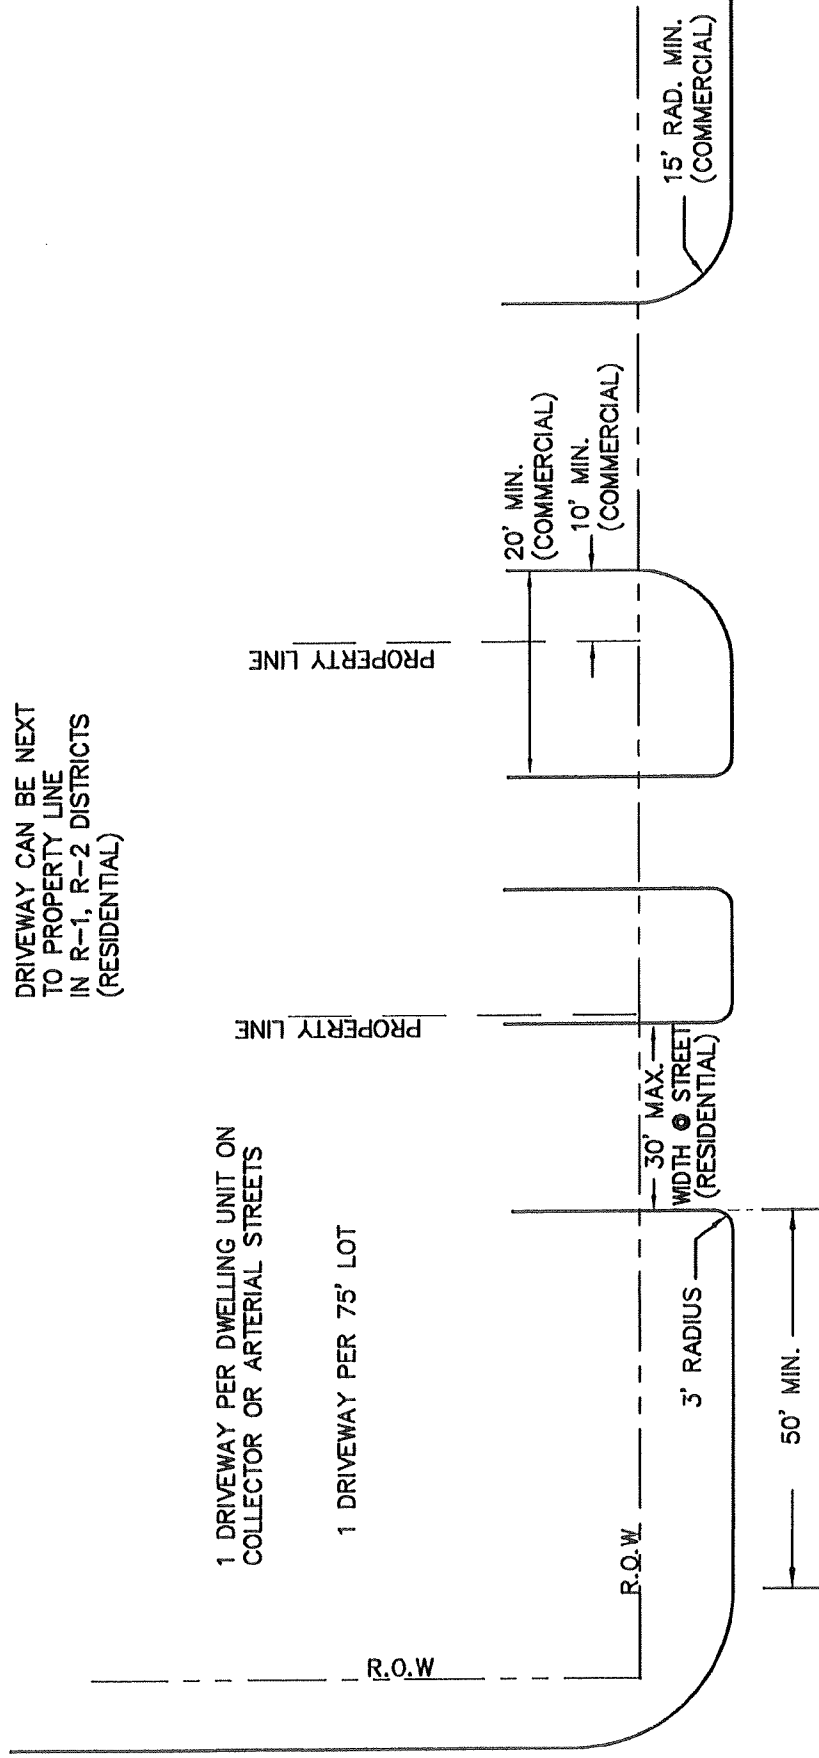 DRIVEWAY CAN BE NEXT
TO PROPERTY LINE
IN R-1, R-2 DISTRICTS
(RESIDENTIAL)
1 DRIVEWAY PER DWELLING UNIT ON
COLLECTOR OR ARTERIAL STREETS
1 DRIVEWAY PER 75' LOT
PROPERTY LINE
PROPERTY LINE
20' MIN.
(COMMERCIAL)
10' MIN.
(COMMERCIAL)
15' RAD. MIN.
(COMMERCIAL)
R.O.W
R.O.W
30' MAX.
WIDTH @ STREET
(RESIDENTIAL)
3' RADIUS
50' MIN.